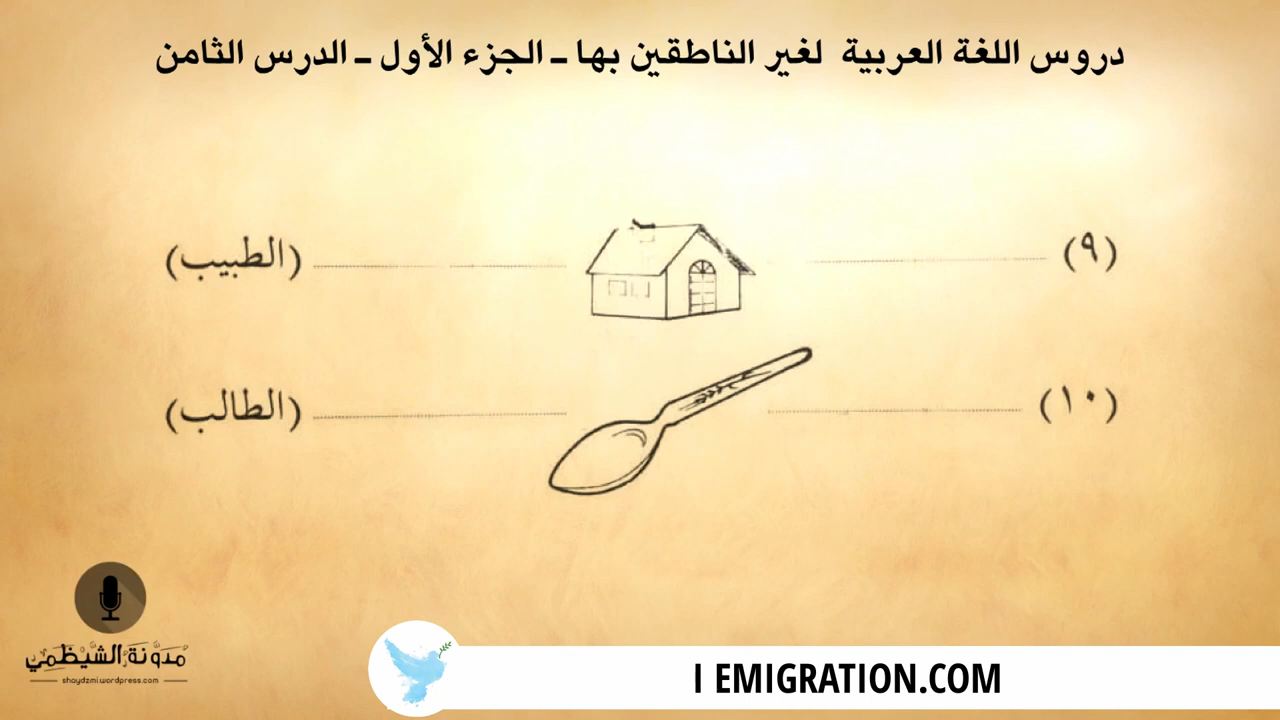 دروس اللغة العربية لغير الناطقين بها ـ الجزء الأول ـ الدرس الثامن
(٩) ........ ........ (الطبيب)
(١٠) ........ ........ (الطالب)
مدونة الشيظمي
shaydzmi.wordpress.com
I EMIGRATION.COM